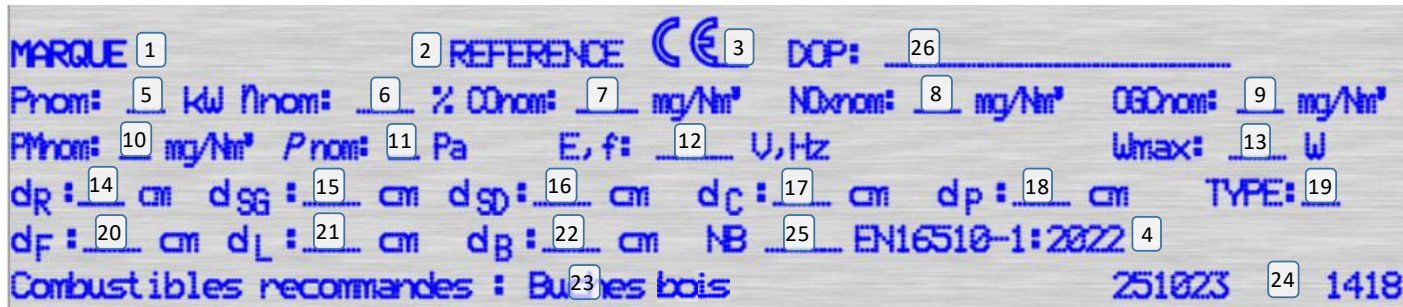 MARQUE 1 2 REFERENCE CE 3 DOP: 26
Pnom: 5 kW ηnom: 6 % COnom: 7 mg/Nm³ NOxnom: 8 mg/Nm³ OGCnom: 9 mg/Nm³
PMnom: 10 mg/Nm³ Pnom: 11 Pa E,f: 12 V,Hz Wmax: 13 W
dR: 14 cm dSG: 15 cm dSD: 16 cm dC: 17 cm dP: 18 cm TYPE: 19
dF: 20 cm dL: 21 cm dB: 22 cm NB 25 EN16510-1:2022 4
Combustibles recommandes : 23 bois 251023 24 1418